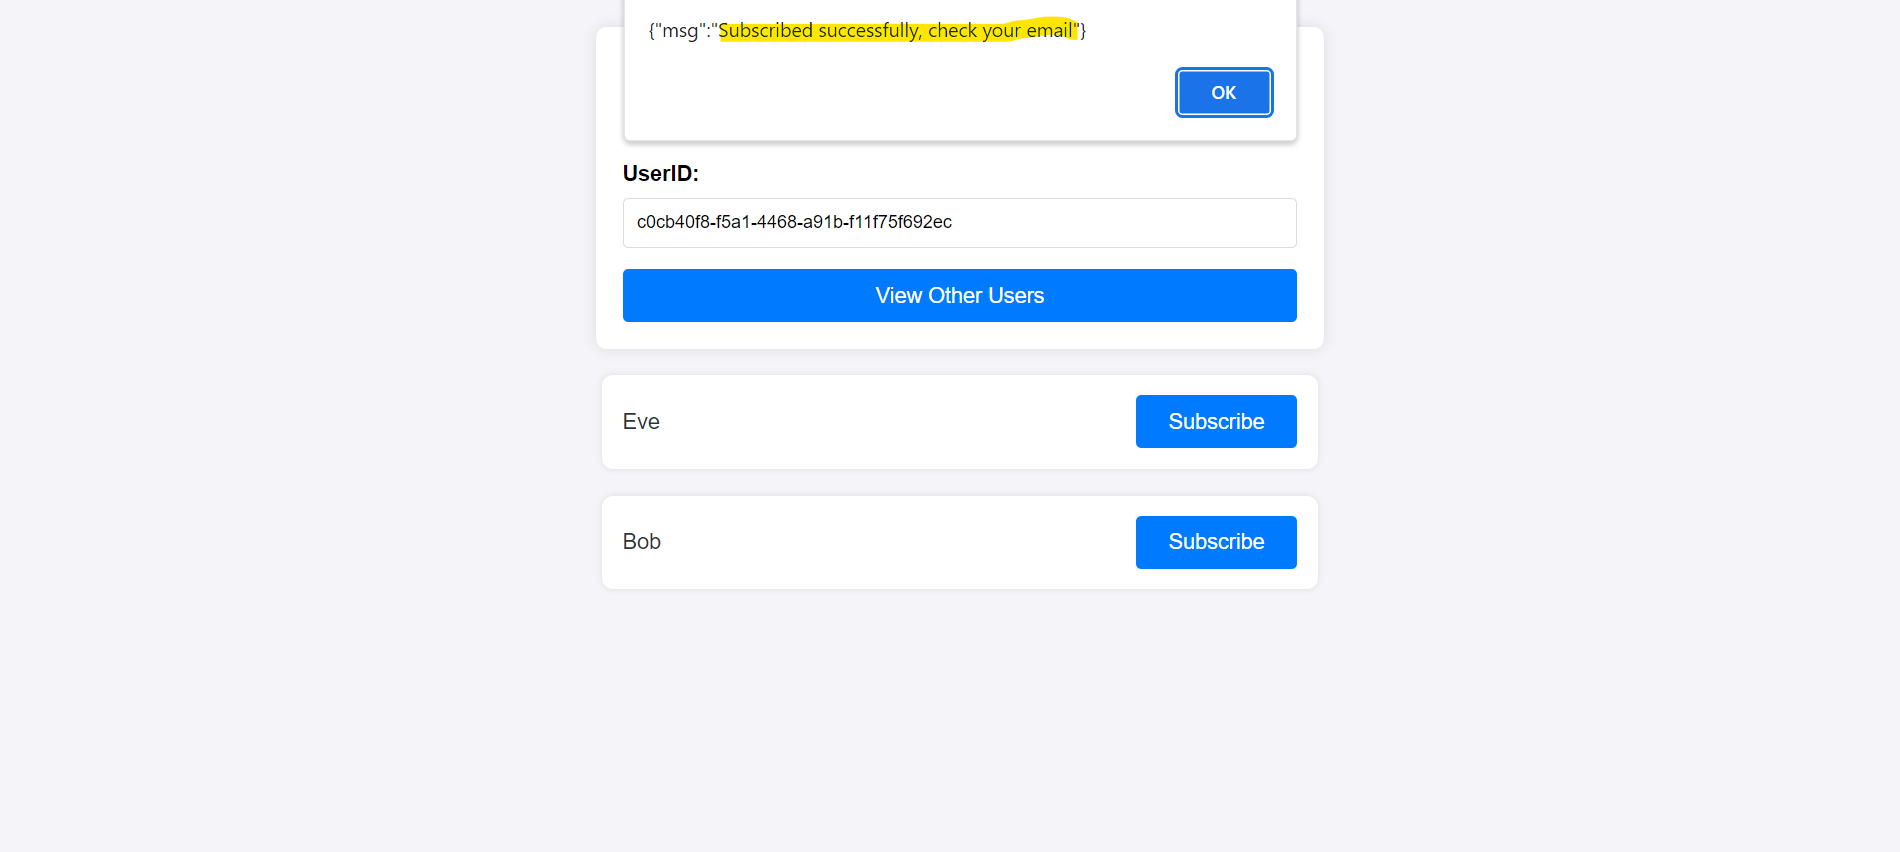 {"msg":"Subscribed successfully, check your email"}
OK
UserID:
c0cb40f8-f5a1-4468-a91b-f11f75f692ec
View Other Users
Eve
Subscribe
Bob
Subscribe